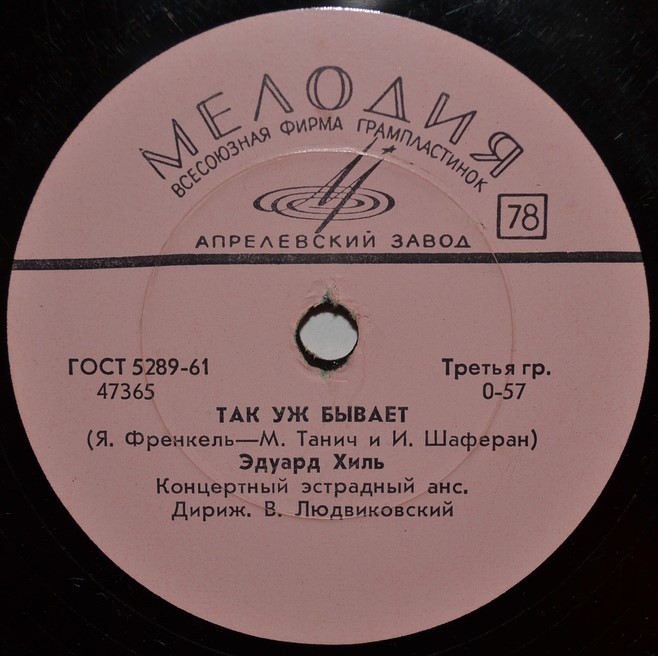 МЕЛОДИЯ
ВСЕСОЮЗНАЯ ФИРМА ГРАМПЛАСТИНОК
78
АПРЕЛЕВСКИЙ ЗАВОД
ГОСТ 5289-61
Третья гр.
47365
0-57
ТАК УЖ БЫВАЕТ
(Я. Френкель—М. Танич и И. Шаферан)
Эдуард Хиль
Концертный эстрадный анс.
Дириж. В. Людвиковский